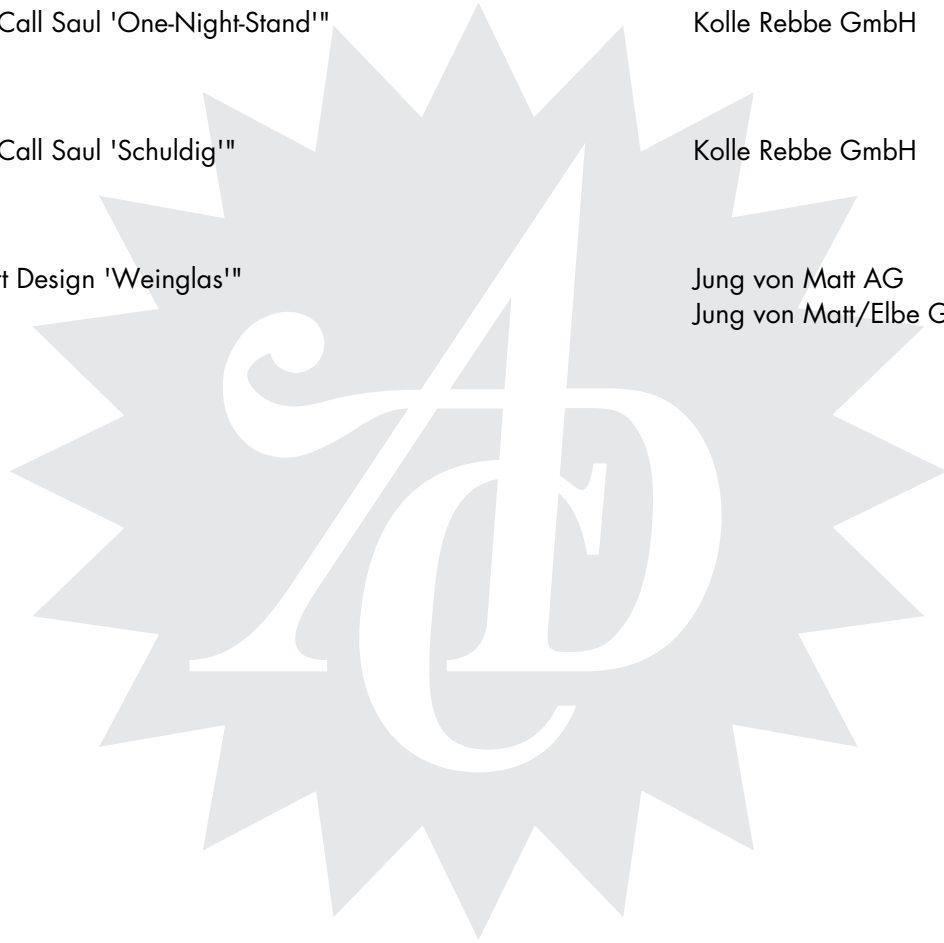 Call Saul 'One-Night-Stand'" Kolle Rebbe GmbH
Call Saul 'Schuldig'" Kolle Rebbe GmbH
Design 'Weinglas'" Jung von Matt AG
Jung von Matt/Elbe
ADC